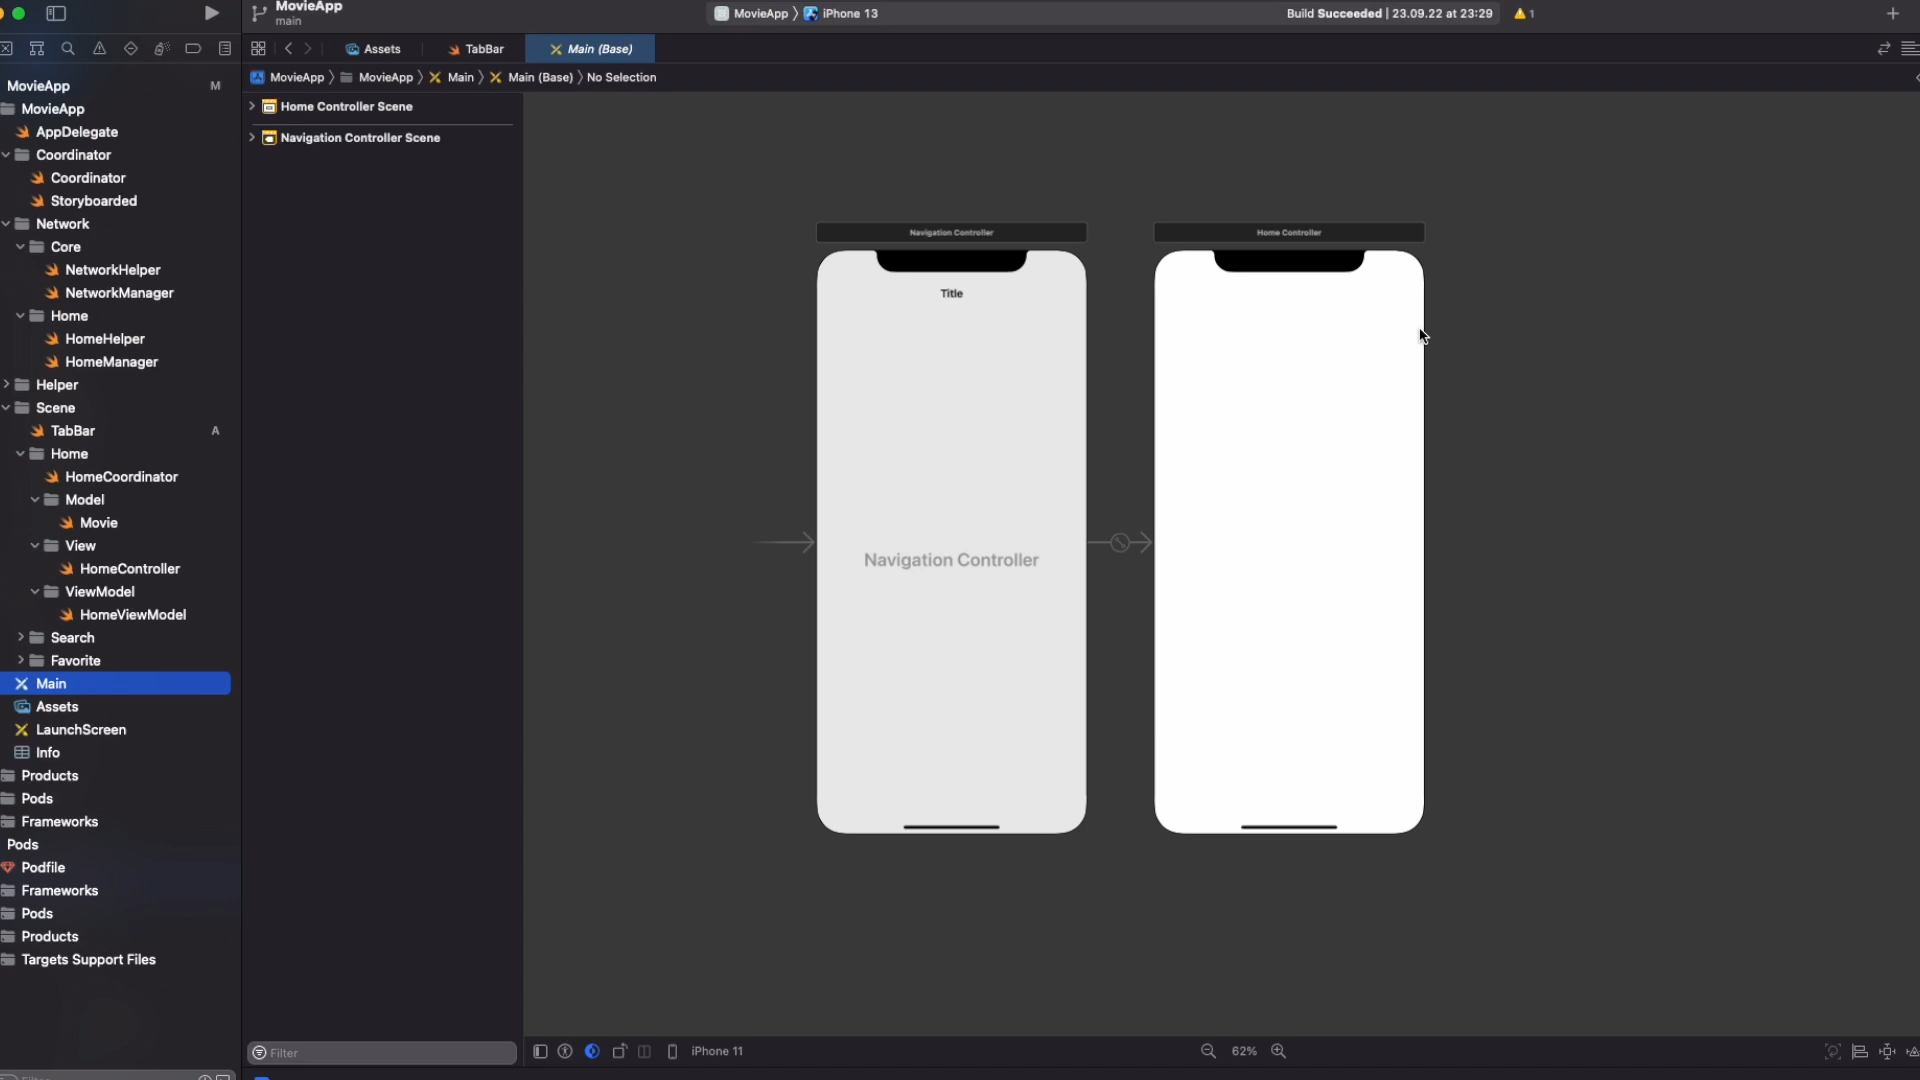 MovieApp
main
MovieApp
iPhone 13
Build Succeeded | 23.09.22 at 23:29
1
Assets
TabBar
Main (Base)
MovieApp
MovieApp
Main
Main (Base)
No Selection
MovieApp
M
MovieApp
AppDelegate
Coordinator
Coordinator
Storyboarded
Network
Core
NetworkHelper
NetworkManager
Home
HomeHelper
HomeManager
Helper
Scene
TabBar
A
Home
HomeCoordinator
Model
Movie
View
HomeController
ViewModel
HomeViewModel
Search
Favorite
Main
Assets
LaunchScreen
Info
Products
Pods
Frameworks
Pods
Podfile
Frameworks
Pods
Products
Targets Support Files
Home Controller Scene
Navigation Controller Scene
Filter
Navigation Controller
Title
Navigation Controller
Home Controller
iPhone 11
62%